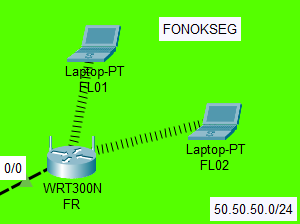 FONOKSEG
Laptop-PT
FL01
Laptop-PT
FL02
0/0
WRT300N
FR
50.50.50.0/24